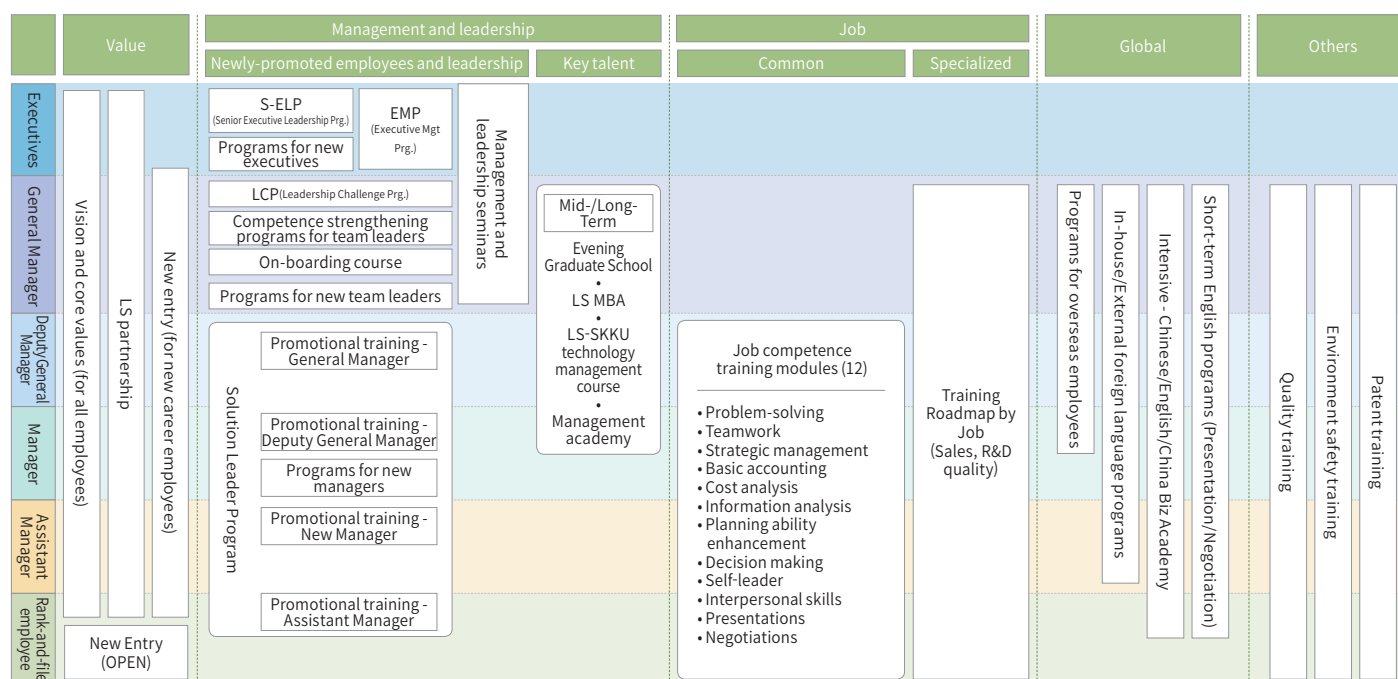 Value
Management and leadership
Job
Global
Others
Newly-promoted employees and leadership
Key talent
Common
Specialized
Executives
General Manager
Deputy General
Manager
Manager
Assistant
Manager
Rank-and-file
employee
Vision and core values (for all employees)
LS partnership
New entry (for new career employees)
New Entry
(OPEN)
S-ELP
(Senior Executive Leadership Prg.)
Programs for new
executives
EMP
(Executive Mgt
Prg.)
Management and
leadership seminars
LCP(Leadership Challenge Prg.)
Competence strengthening
programs for team leaders
On-boarding course
Programs for new team leaders
Solution Leader Program
Promotional training -
General Manager
Promotional training -
Deputy General Manager
Programs for new
managers
Promotional training -
New Manager
Promotional training -
Assistant Manager
Mid-/Long-
Term
Evening
Graduate School
•
LS MBA
•
LS-SKKU
technology
management
course
•
Management
academy
Job competence
training modules (12)
• Problem-solving
• Teamwork
• Strategic management
• Basic accounting
• Cost analysis
• Information analysis
• Planning ability
enhancement
• Decision making
• Self-leader
• Interpersonal skills
• Presentations
• Negotiations
Training
Roadmap by
Job
(Sales, R&D
quality)
Programs for overseas employees
In-house/External foreign language programs
Intensive - Chinese/English/China Biz Academy
Short-term English programs (Presentation/Negotiation)
Quality training
Environment safety training
Patent training